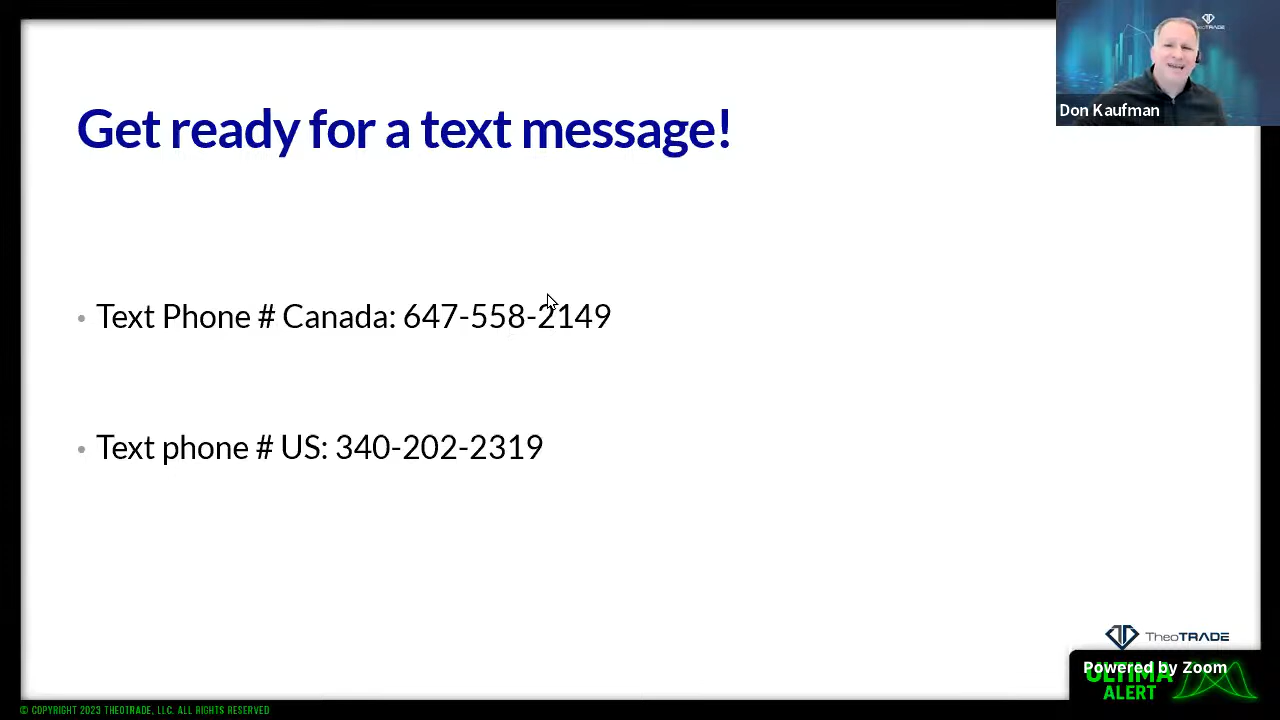 TheoTRADE
Don Kaufman
Get ready for a text message!
• Text Phone # Canada: 647-558-2149
• Text phone # US: 340-202-2319
TheoTRADE
Powered by Zoom
ULTIMA
ALERT
© COPYRIGHT 2023 THEOTRADE, LLC. ALL RIGHTS RESERVED